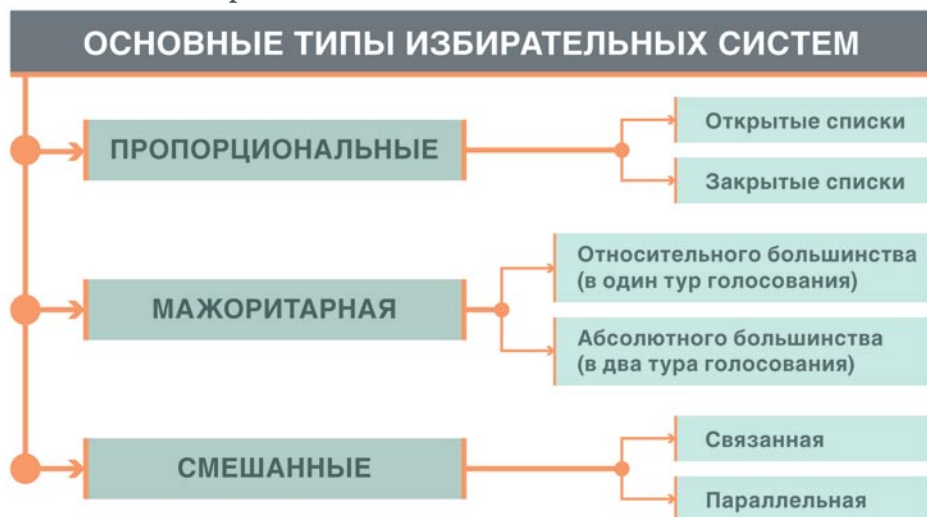 ОСНОВНЫЕ ТИПЫ ИЗБИРАТЕЛЬНЫХ СИСТЕМ
ПРОПОРЦИОНАЛЬНЫЕ
Открытые списки
Закрытые списки
МАЖОРИТАРНАЯ
Относительного большинства
(в один тур голосования)
Абсолютного большинства
(в два тура голосования)
СМЕШАННЫЕ
Связанная
Параллельная